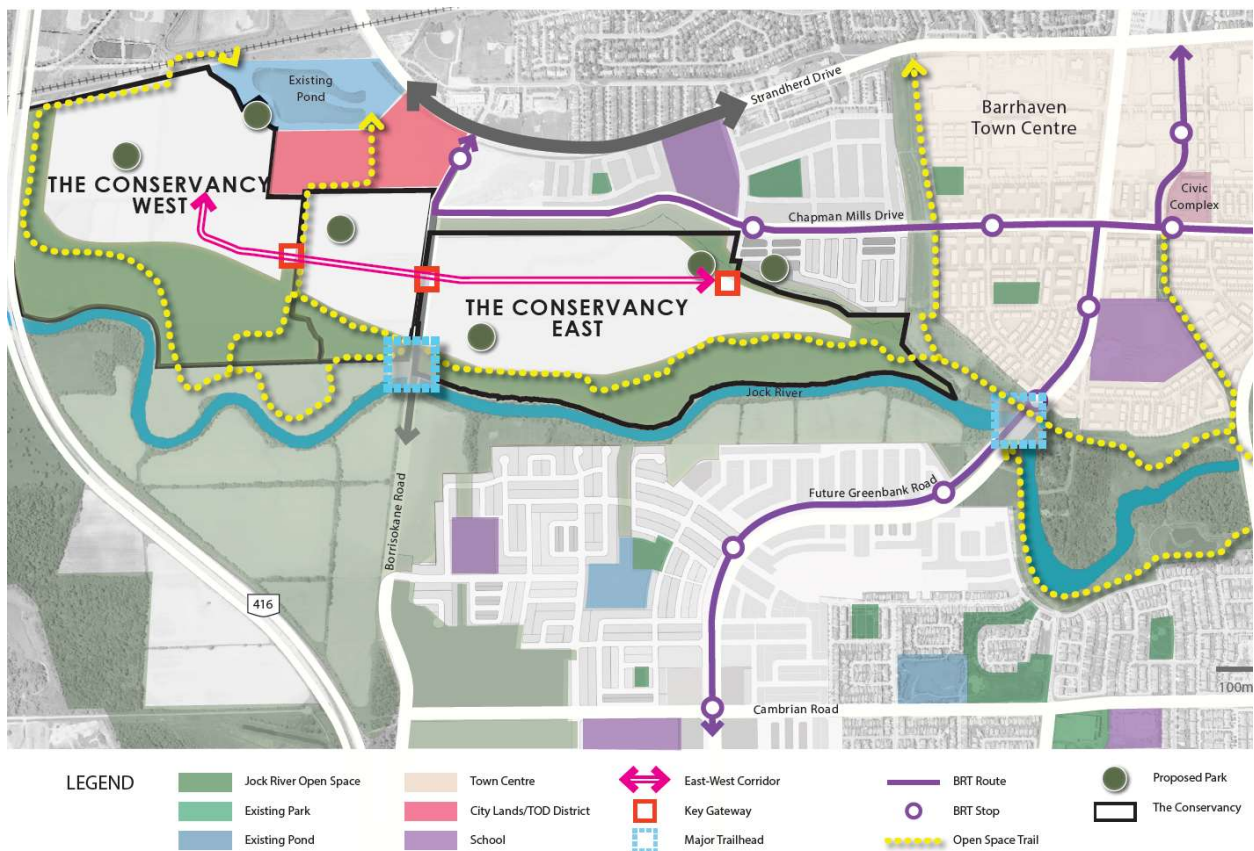 Existing
Pond
Strandherd Drive
Barrhaven
Town Centre
THE CONSERVANCY
WEST
Civic
Complex
Chapman Mills Drive
THE CONSERVANCY
EAST
Jock River
Future Greenbank Road
Borrisokane Road
416
100m
Cambrian Road
LEGEND
Jock River Open Space
Existing Park
Existing Pond
Town Centre
City Lands/TOD District
School
East-West Corridor
Key Gateway
Major Trailhead
BRT Route
BRT Stop
Open Space Trail
Proposed Park
The Conservancy